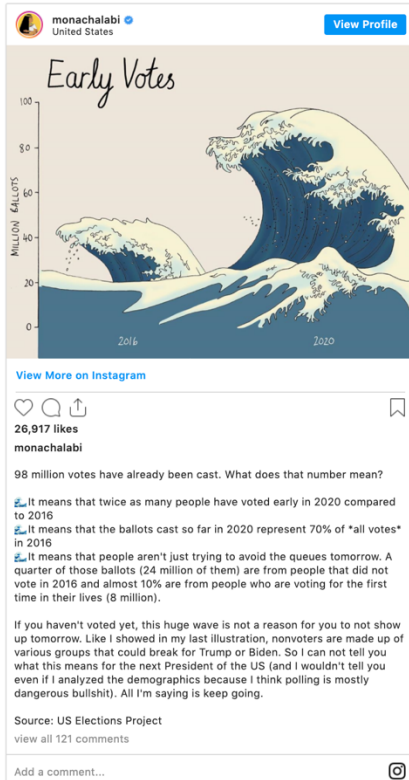 monachalabi
United States
View Profile
Early Votes
100
80
60
40
20
0
MILLION BALLOTS
2016
2020
View More on Instagram
26,917 likes
monachalabi
98 million votes have already been cast. What does that number mean?
🌊It means that twice as many people have voted early in 2020 compared
to 2016
🌊It means that the ballots cast so far in 2020 represent 70% of *all votes*
in 2016
🌊It means that people aren't just trying to avoid the queues tomorrow. A
quarter of those ballots (24 million of them) are from people that did not
vote in 2016 and almost 10% are from people who are voting for the first
time in their lives (8 million).
If you haven't voted yet, this huge wave is not a reason for you to not show
up tomorrow. Like I showed in my last illustration, nonvoters are made up of
various groups that could break for Trump or Biden. So I can not tell you
what this means for the next President of the US (and I wouldn't tell you
even if I analyzed the demographics because I think polling is mostly
dangerous bullshit). All I'm saying is keep going.
Source: US Elections Project
view all 121 comments
Add a comment...